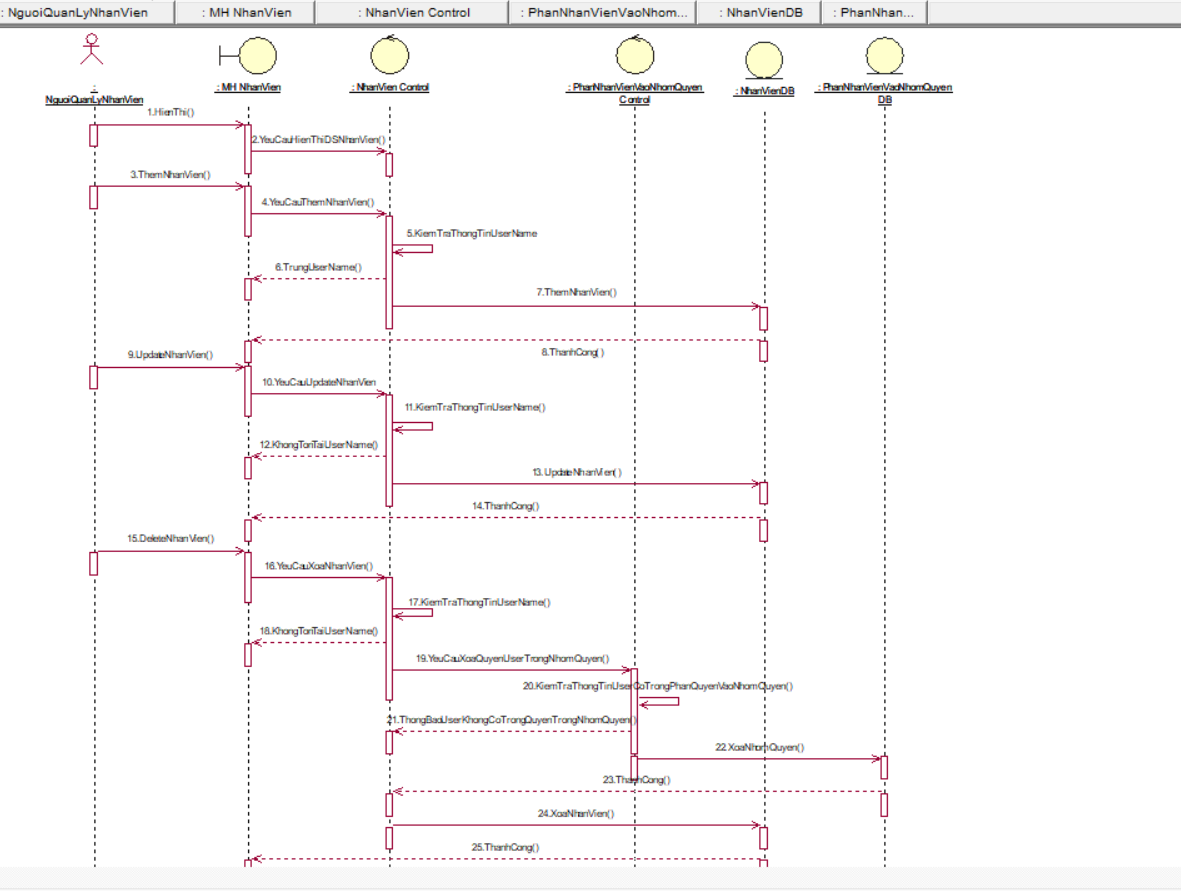 : NguoiQuanLyNhanVien
: MH NhanVien
: NhanVien Control
: PhanNhanVienVaoNhom...
: NhanVienDB
: PhanNhan...
:
NguoiQuanLyNhanVien
: MH NhanVien
: NhanVien Control
: PhanNhanVienVaoNhomQuyen
Control
: NhanVienDB
: PhanNhanVienVaoNhomQuyen
DB
1.HienThi()
2.YeuCauHienThiDSNhanVien()
3.ThemNhanVien()
4.YeuCauThemNhanVien()
5.KiemTraThongTinUserName
6.TrungUserName()
7.ThemNhanVien()
8.ThanhCong()
9.UpdateNhanVien()
10.YeuCauUpdateNhanVien
11.KiemTraThongTinUserName()
12.KhongTonTaiUserName()
13.UpdateNhanVien()
14.ThanhCong()
15.DeleteNhanVien()
16.YeuCauXoaNhanVien()
17.KiemTraThongTinUserName()
18.KhongTonTaiUserName()
19.YeuCauXoaQuyenUserTrongNhomQuyen()
20.KiemTraThongTinUserCoTrongPhanQuyenVaoNhomQuyen()
21.ThongBaoUserKhongCoTrongQuyenTrongNhomQuyen()
22.XoaNhomQuyen()
23.ThanhCong()
24.XoaNhanVien()
25.ThanhCong()